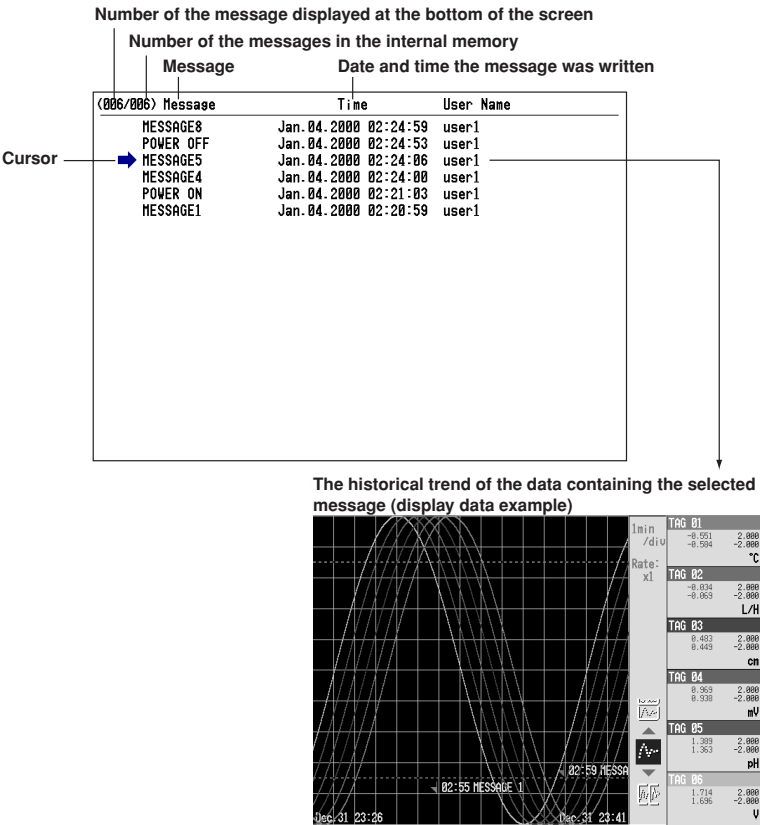 Number of the message displayed at the bottom of the screen
Number of the messages in the internal memory
Message
Date and time the message was written
(006/006) Message Time User Name
MESSAGE8 Jan.04.2000 02:24:59 user1
POWER OFF Jan.04.2000 02:24:53 user1
Cursor
MESSAGE5 Jan.04.2000 02:24:06 user1
MESSAGE4 Jan.04.2000 02:24:00 user1
POWER ON Jan.04.2000 02:21:03 user1
MESSAGE1 Jan.04.2000 02:20:59 user1
The historical trend of the data containing the selected
message (display data example)
1min
/div
Rate:
x1
TAG 01
-0.551 2.000
-0.584 -2.000
°C
TAG 02
-0.034 2.000
-0.069 -2.000
L/H
TAG 03
0.483 2.000
0.449 -2.000
cm
TAG 04
0.969 2.000
0.938 -2.000
mV
TAG 05
1.389 2.000
1.363 -2.000
pH
TAG 06
1.714 2.000
1.696 -2.000
V
02:59 MESSA
02:55 MESSAGE 1
Dec.31 23:26
Dec.31 23:41